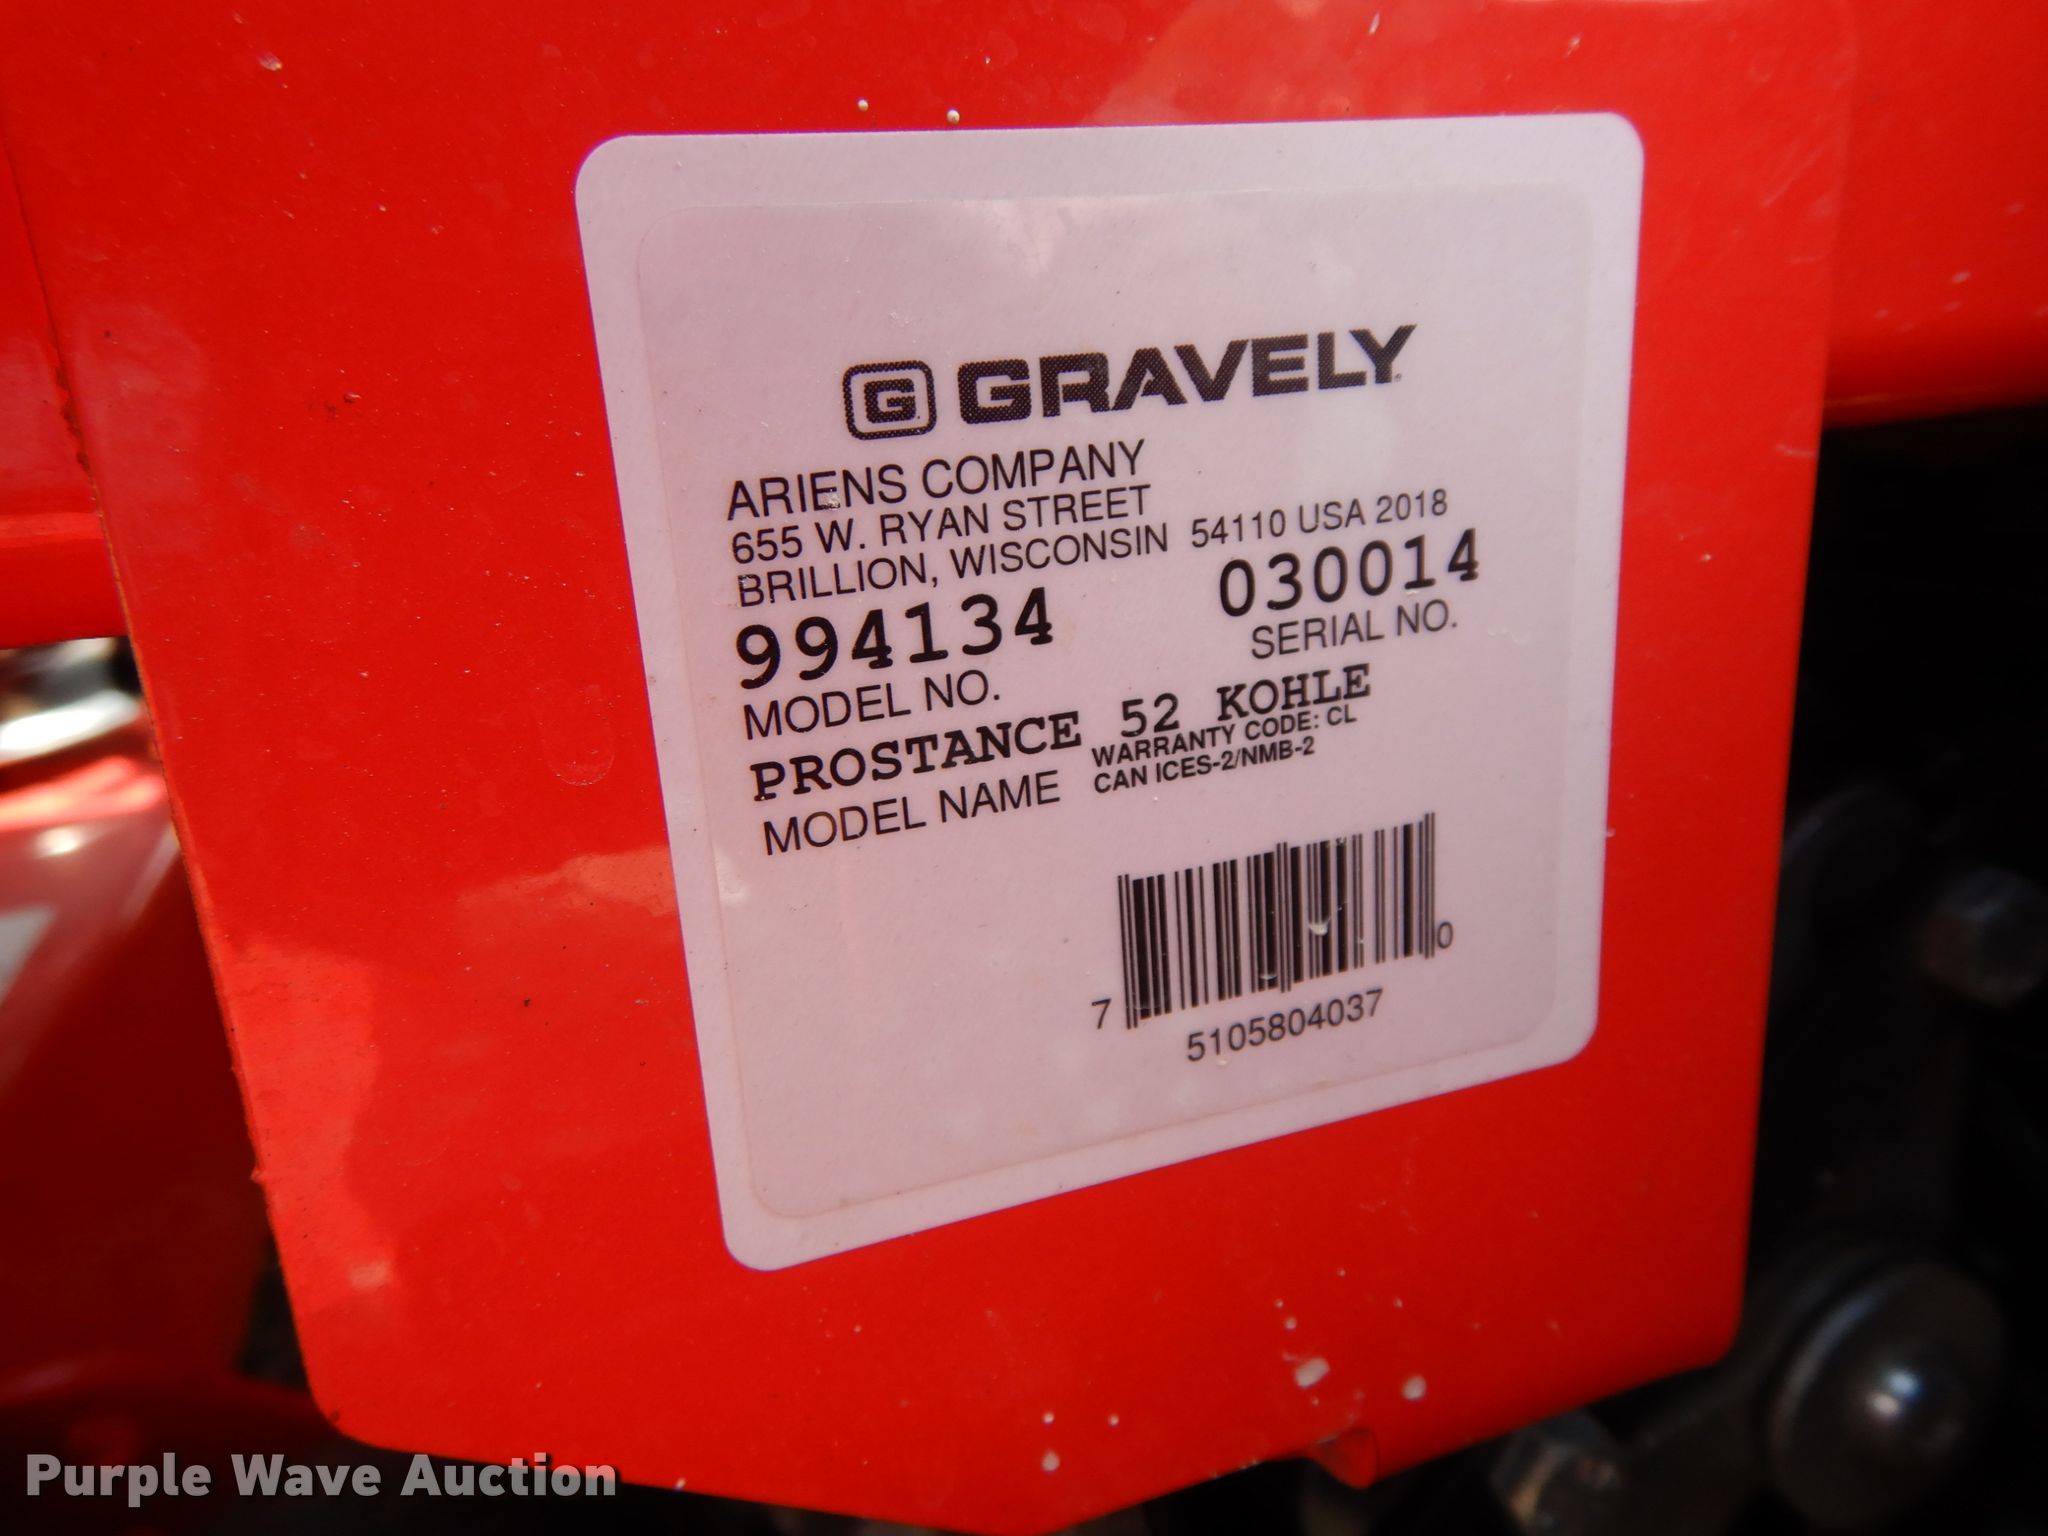 G GRAVELY
ARIENS COMPANY
655 W. RYAN STREET
BRILLION, WISCONSIN 54110 USA 2018
994134 030014
MODEL NO. SERIAL NO.
PROSTANCE 52 KOHLE
MODEL NAME WARRANTY CODE: CL
CAN ICES-2/NMB-2
7 5105804037 0
Purple Wave Auction